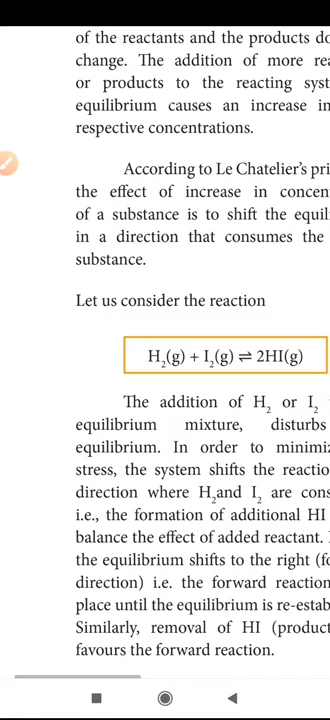 of the reactants and the products do
change. The addition of more rea
or products to the reacting syst
equilibrium causes an increase in
respective concentrations.
According to Le Chatelier's pri
the effect of increase in concen
of a substance is to shift the equil
in a direction that consumes the
substance.
Let us consider the reaction
H₂(g) + I₂(g) ⇌ 2HI(g)
The addition of H₂ or I₂
equilibrium mixture, disturbs
equilibrium. In order to minimiz
stress, the system shifts the reactio
direction where H₂and I₂ are cons
i.e., the formation of additional HI
balance the effect of added reactant.
the equilibrium shifts to the right (fo
direction) i.e. the forward reaction
place until the equilibrium is re-estab
Similarly, removal of HI (product
favours the forward reaction.